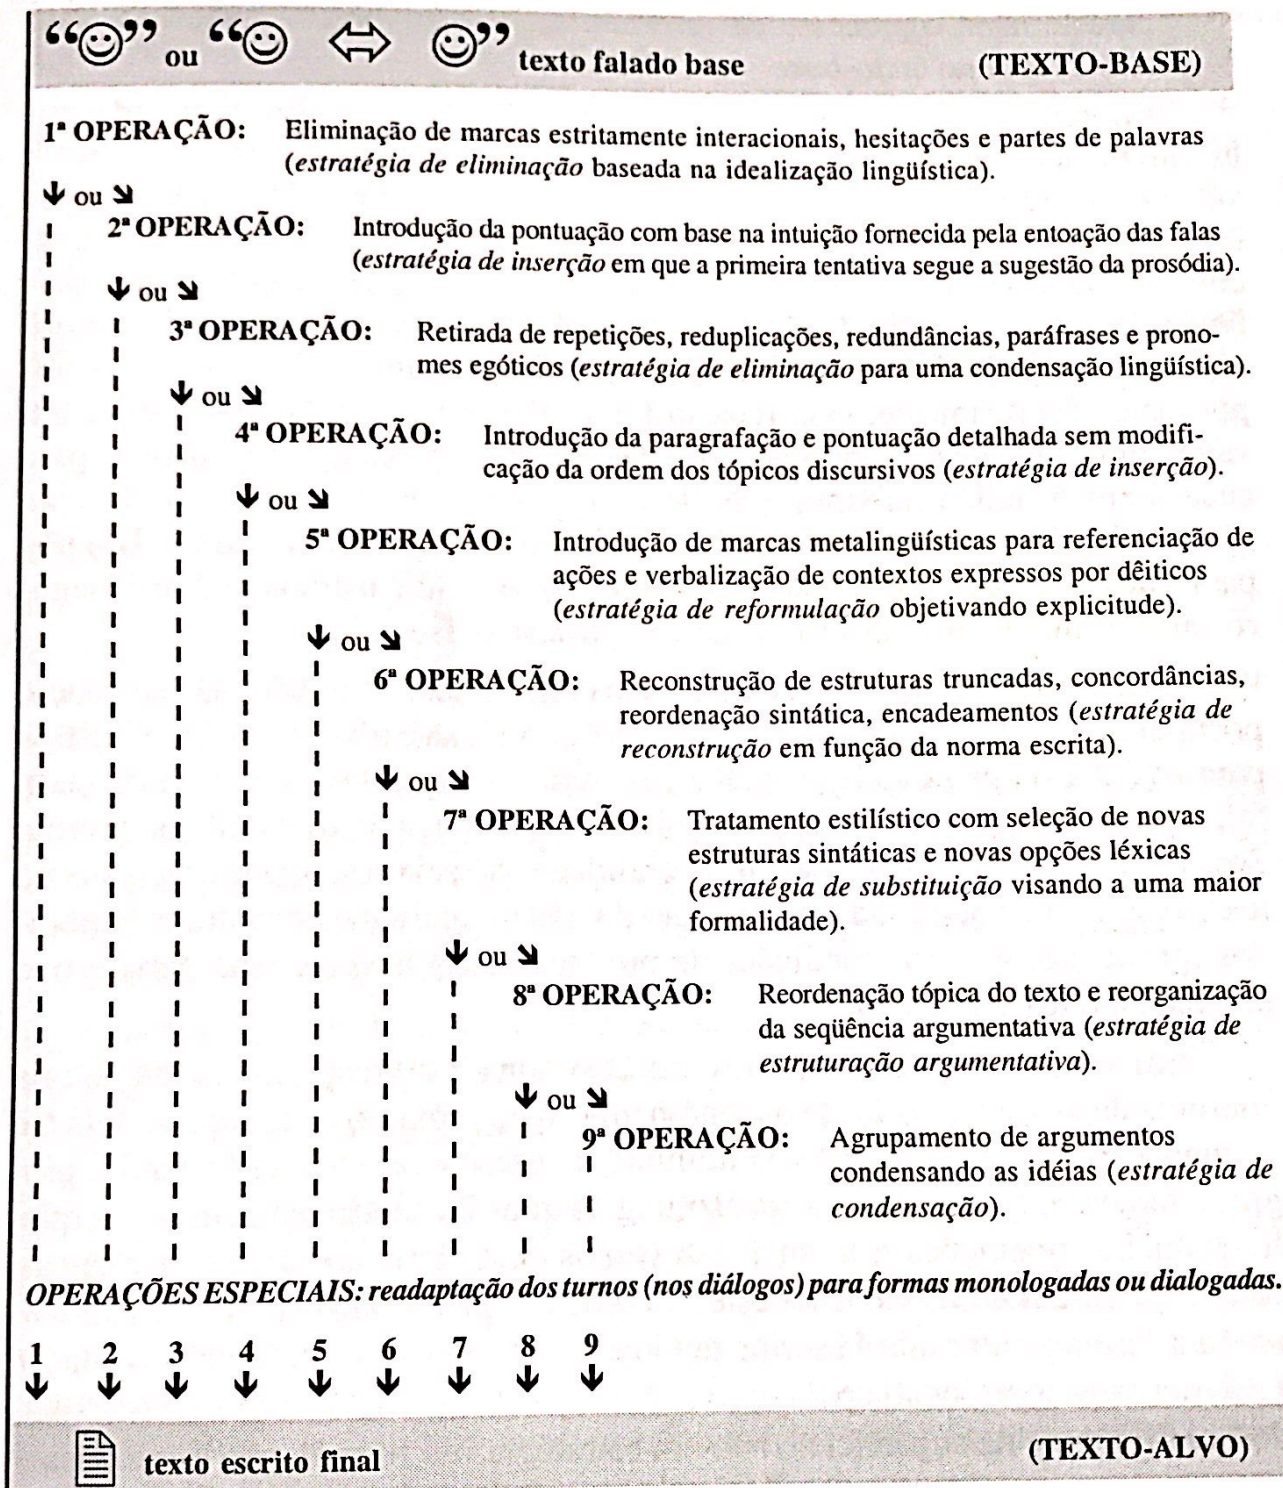 “☺” ou “☺ ⇔ ☺” texto falado base (TEXTO-BASE)
1ª OPERAÇÃO: Eliminação de marcas estritamente interacionais, hesitações e partes de palavras
(estratégia de eliminação baseada na idealização lingüística).
↓ ou ↘
2ª OPERAÇÃO: Introdução da pontuação com base na intuição fornecida pela entoação das falas
(estratégia de inserção em que a primeira tentativa segue a sugestão da prosódia).
↓ ou ↘
3ª OPERAÇÃO: Retirada de repetições, reduplicações, redundâncias, paráfrases e prono-
mes egóticos (estratégia de eliminação para uma condensação lingüística).
↓ ou ↘
4ª OPERAÇÃO: Introdução da paragrafação e pontuação detalhada sem modifi-
cação da ordem dos tópicos discursivos (estratégia de inserção).
↓ ou ↘
5ª OPERAÇÃO: Introdução de marcas metalingüísticas para referenciação de
ações e verbalização de contextos expressos por dêiticos
(estratégia de reformulação objetivando explicitude).
↓ ou ↘
6ª OPERAÇÃO: Reconstrução de estruturas truncadas, concordâncias,
reordenação sintática, encadeamentos (estratégia de
reconstrução em função da norma escrita).
↓ ou ↘
7ª OPERAÇÃO: Tratamento estilístico com seleção de novas
estruturas sintáticas e novas opções léxicas
(estratégia de substituição visando a uma maior
formalidade).
↓ ou ↘
8ª OPERAÇÃO: Reordenação tópica do texto e reorganização
da seqüência argumentativa (estratégia de
estruturação argumentativa).
↓ ou ↘
9ª OPERAÇÃO: Agrupamento de argumentos
condensando as idéias (estratégia de
condensação).
OPERAÇÕES ESPECIAIS: readaptação dos turnos (nos diálogos) para formas monologadas ou dialogadas.
1 2 3 4 5 6 7 8 9
↓ ↓ ↓ ↓ ↓ ↓ ↓ ↓ ↓
texto escrito final (TEXTO-ALVO)